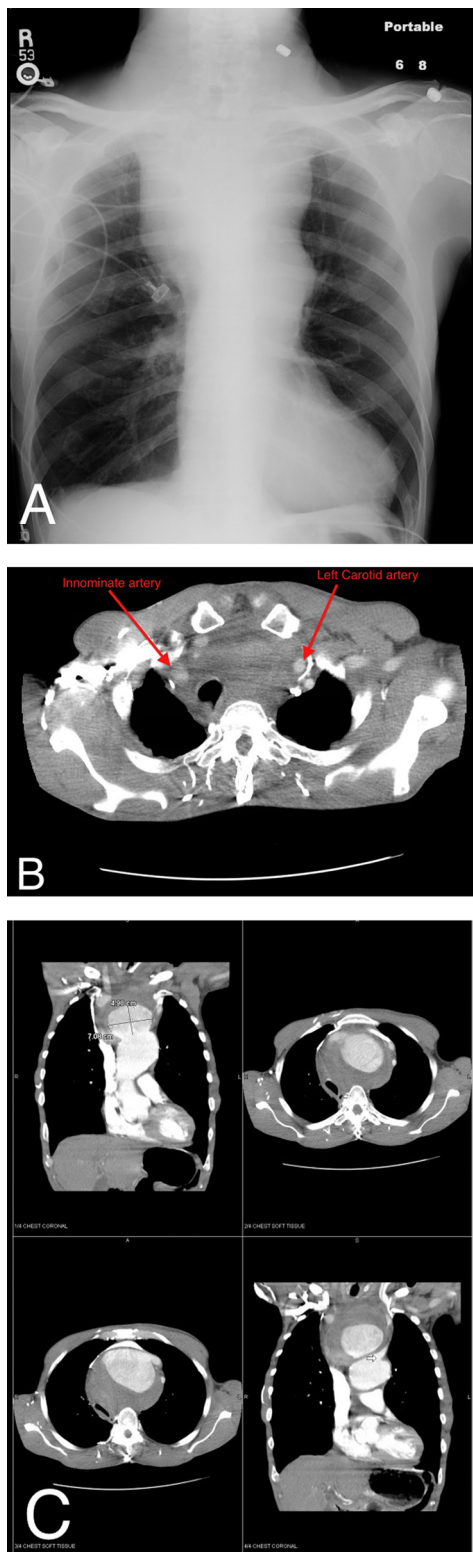 R
53
Portable
6 8
A
Innominate artery
Left Carotid artery
B
4.90 cm
7.08 cm
R
L
1/4 CHEST CORONAL
2/4 CHEST SOFT TISSUE
A
S
L
3/4 CHEST SOFT TISSUE
4/4 CHEST CORONAL
C